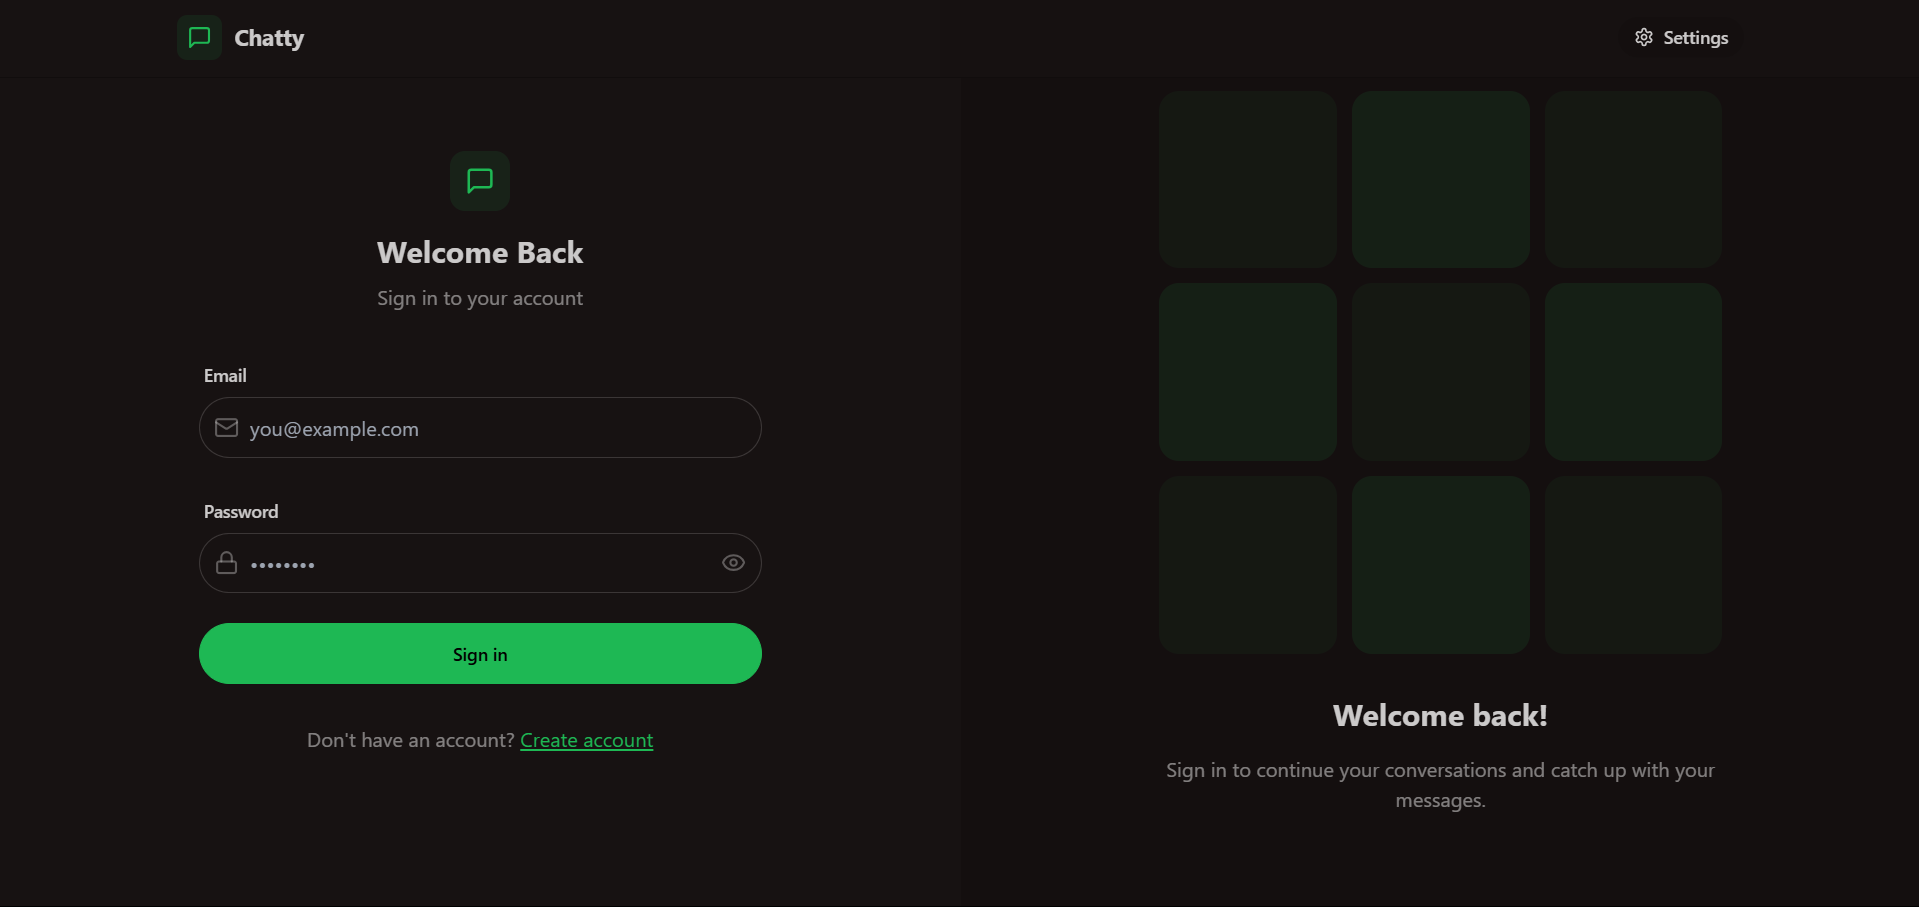 Chatty
Settings
Welcome Back
Sign in to your account
Email
you@example.com
Password
••••••••
Sign in
Don't have an account? Create account
Welcome back!
Sign in to continue your conversations and catch up with your
messages.